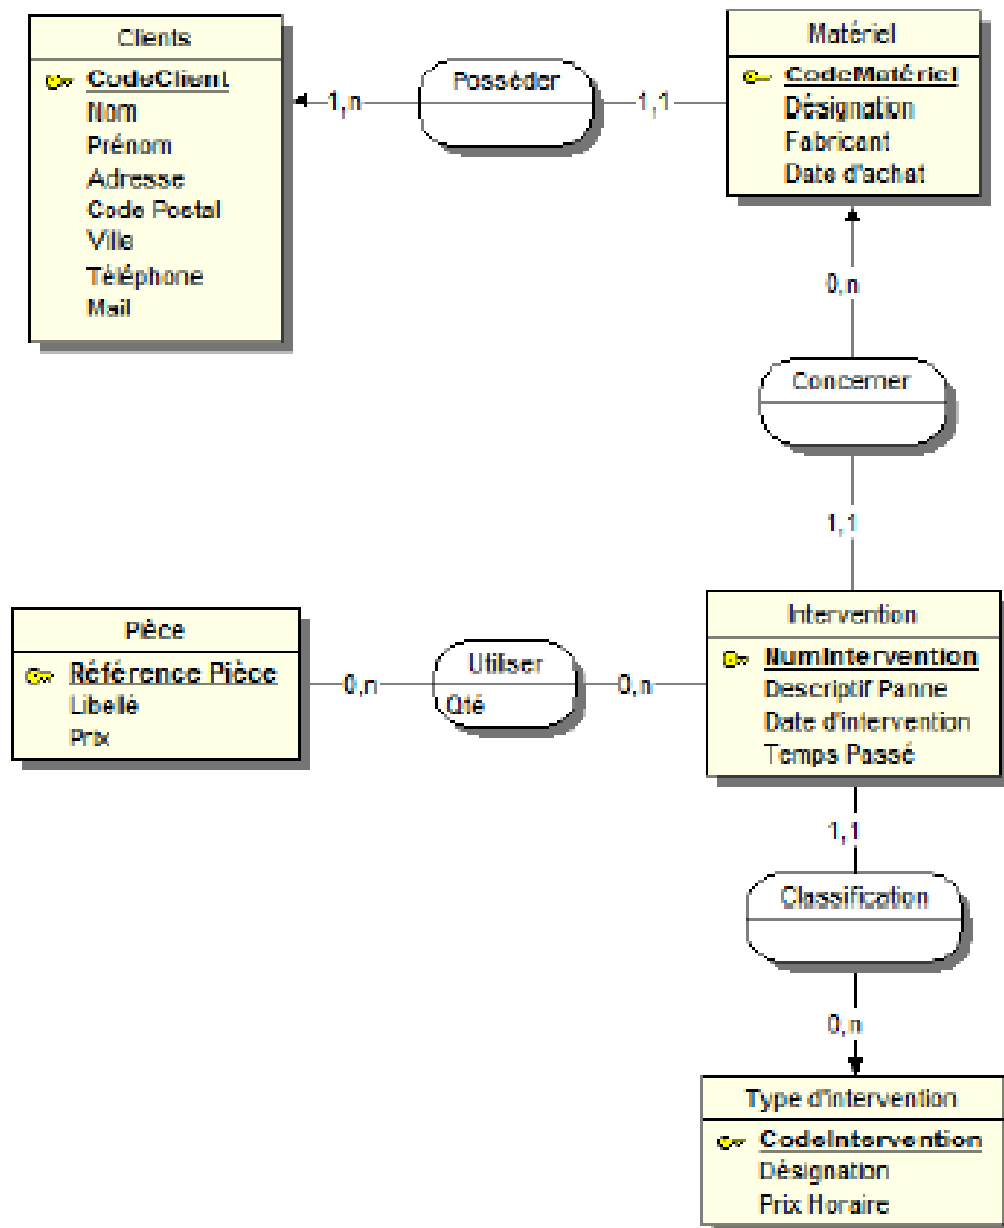 Clients
CodeClient
Nom
Prénom
Adresse
Code Postal
Ville
Téléphone
Mail
1,n
Posséder
1,1
Matériel
CodeMatériel
Désignation
Fabricant
Date d'achat
0,n
Concerner
1,1
Pièce
Référence Pièce
Libellé
Prix
0,n
Utiliser
Qté
0,n
Intervention
NumIntervention
Descriptif Panne
Date d'intervention
Temps Passé
1,1
Classification
0,n
Type d'intervention
CodeIntervention
Désignation
Prix Horaire